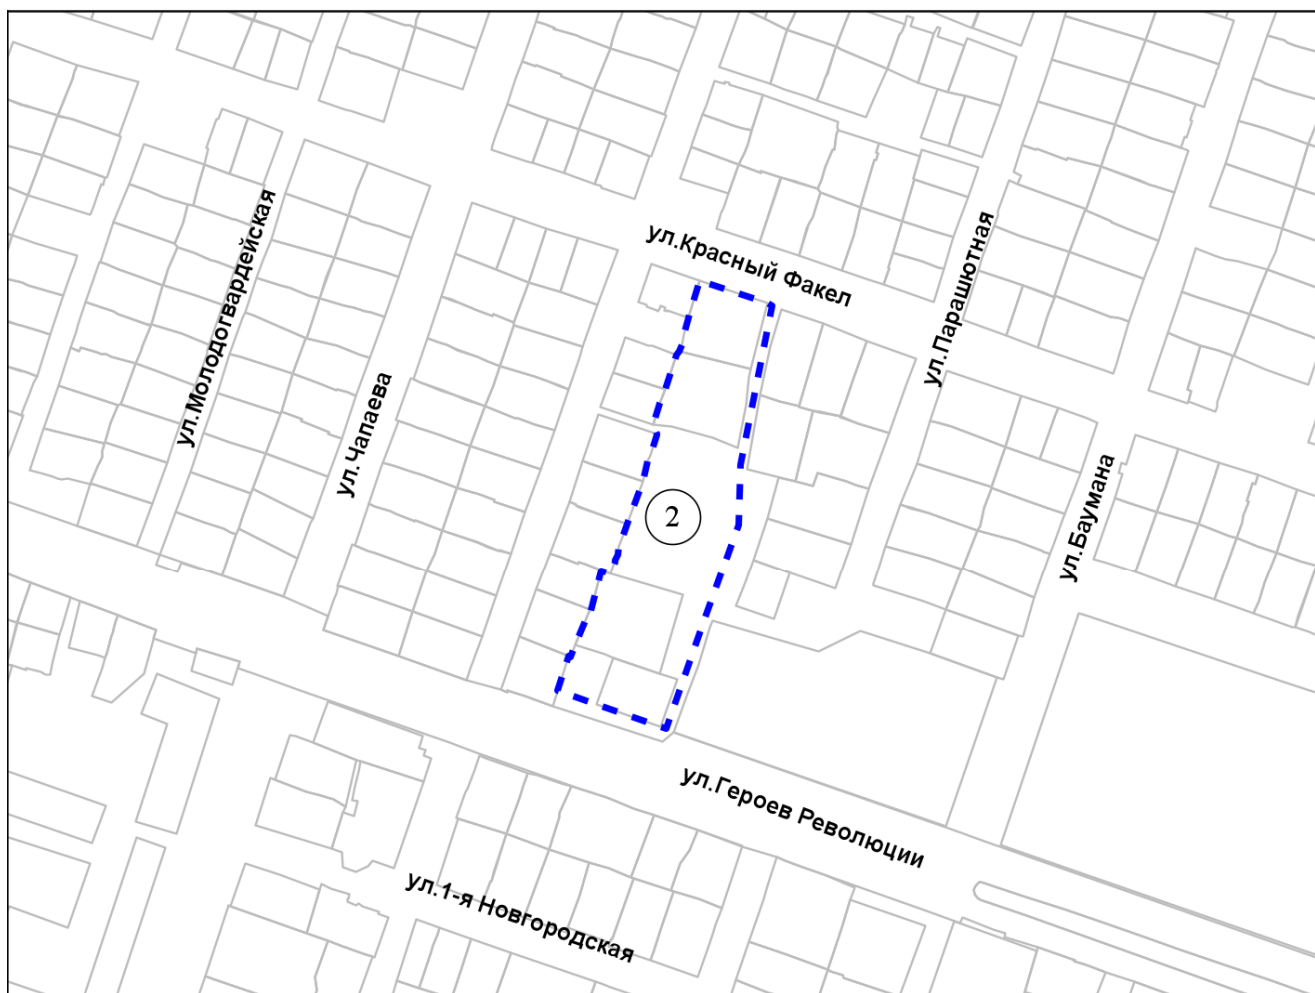 ул.Молодогвардейская
ул.Красный Факел
ул.Парашютная
ул.Чапаева
ул.Баумана
2
ул.Героев Революции
ул.1-я Новгородская